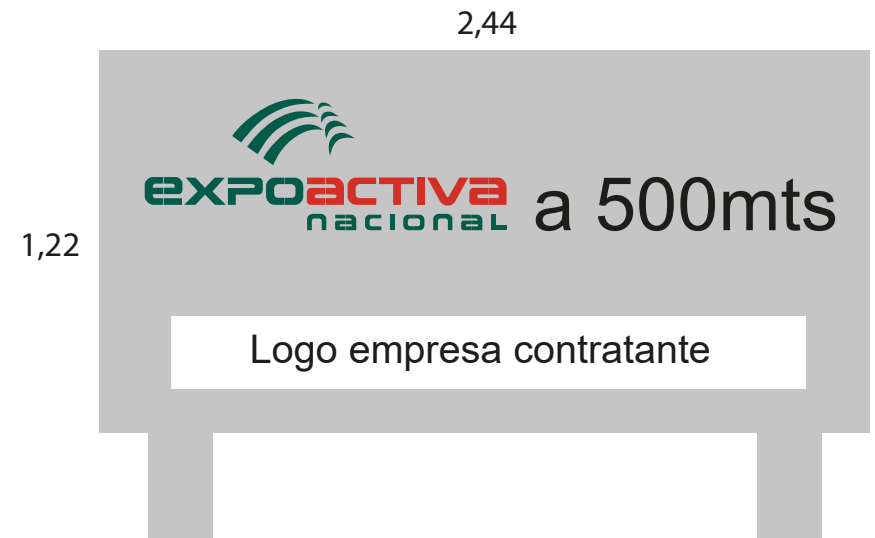 2,44
expoactiva
nacional
a 500mts
1,22
Logo empresa contratante